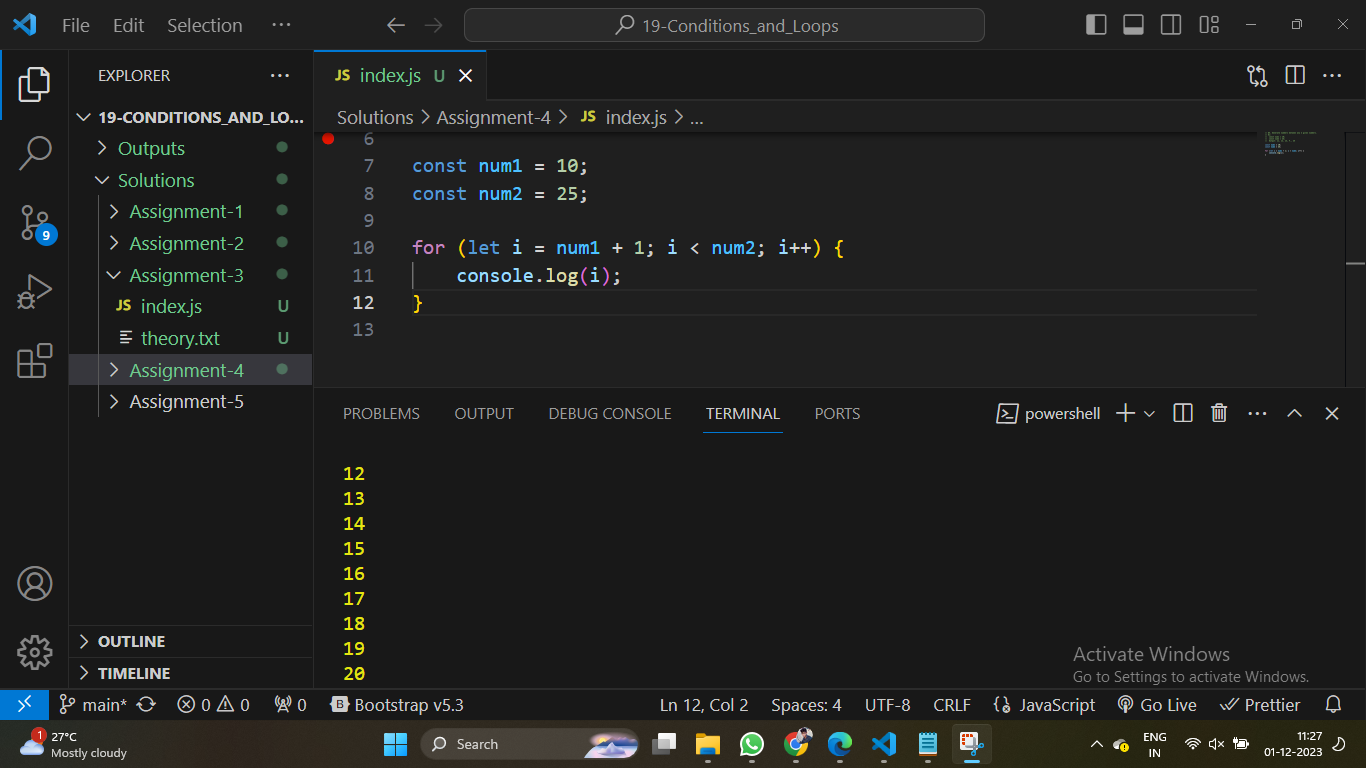 File Edit Selection ···
19-Conditions_and_Loops
EXPLORER ···
19-CONDITIONS_AND_LO...
Outputs
Solutions
Assignment-1
Assignment-2
Assignment-3
JS index.js U
theory.txt U
Assignment-4
Assignment-5
OUTLINE
TIMELINE
9
JS index.js U
Solutions > Assignment-4 > JS index.js > ...
6
7 const num1 = 10;
8 const num2 = 25;
9
10 for (let i = num1 + 1; i < num2; i++) {
11 console.log(i);
12 }
13
PROBLEMS OUTPUT DEBUG CONSOLE TERMINAL PORTS powershell
12
13
14
15
16
17
18
19
20
Activate Windows
Go to Settings to activate Windows.
main* 0 0 0 B Bootstrap v5.3 Ln 12, Col 2 Spaces: 4 UTF-8 CRLF {} JavaScript Go Live Prettier
1 27°C
Mostly cloudy
Search
ENG
IN
11:27
01-12-2023